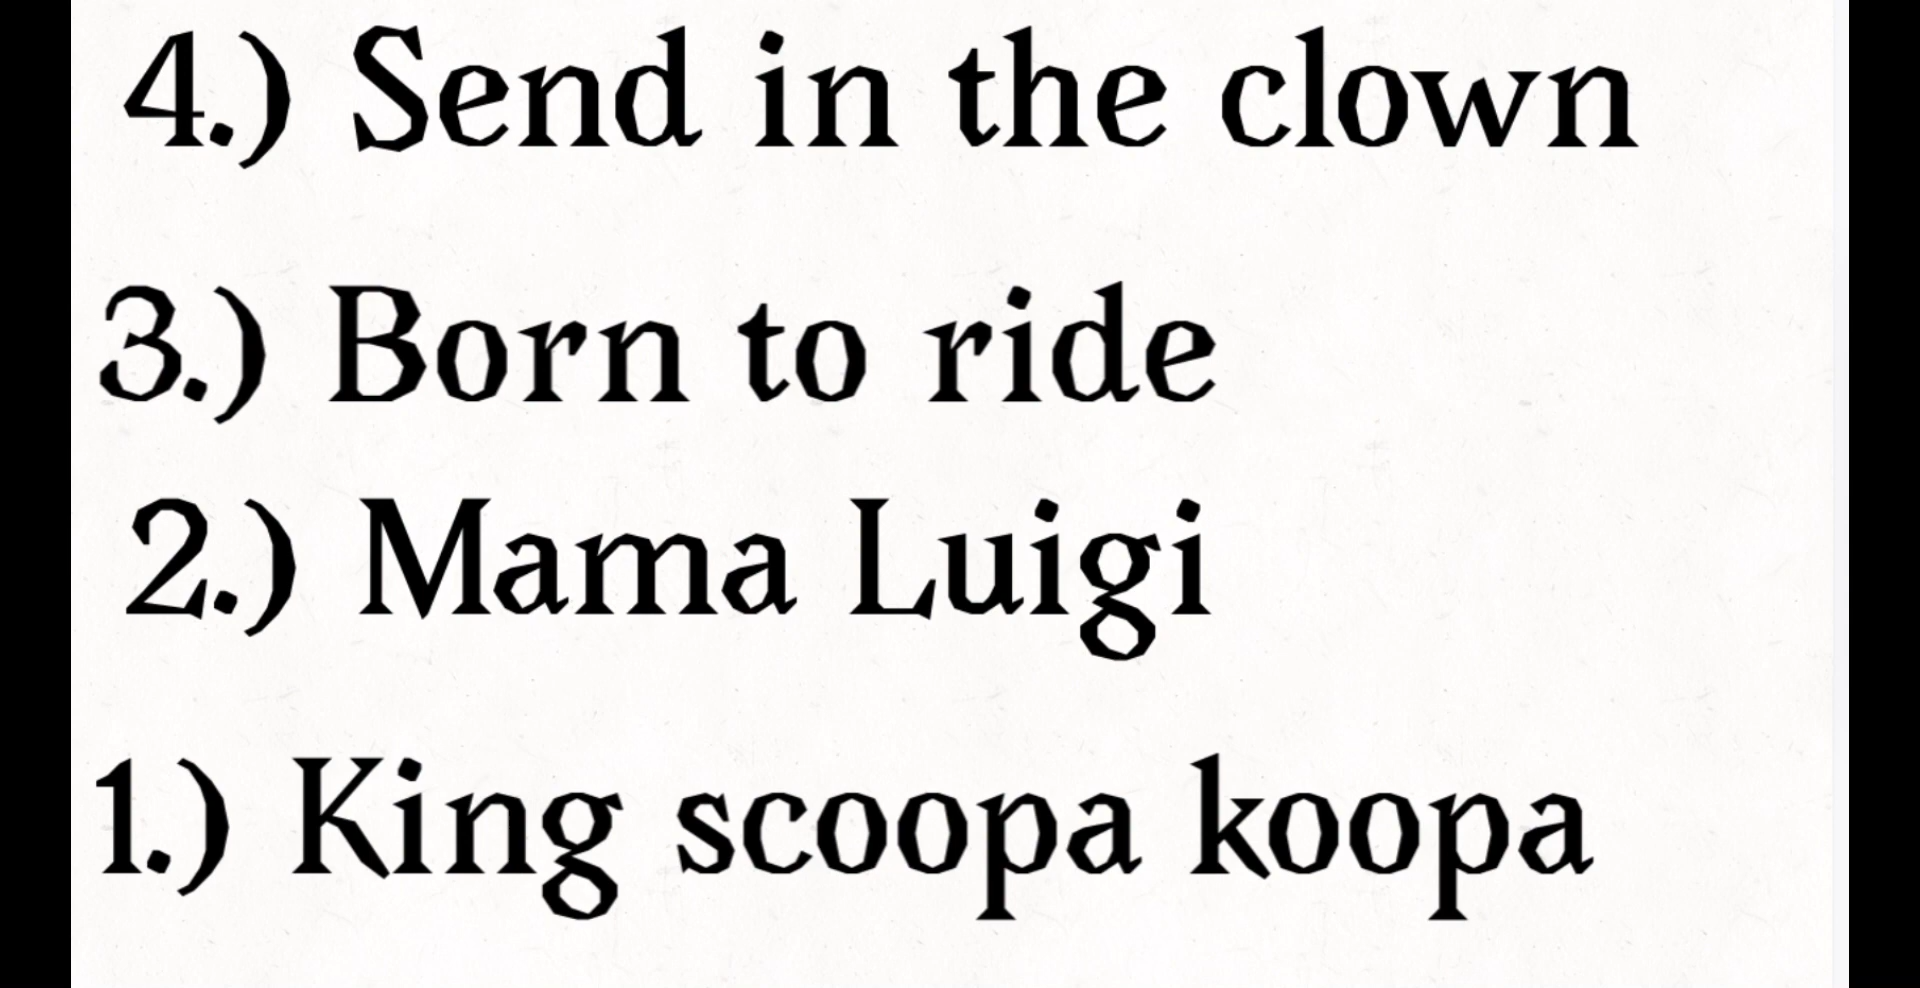 4.) Send in the clown
3.) Born to ride
2.) Mama Luigi
1.) King scoopa koopa